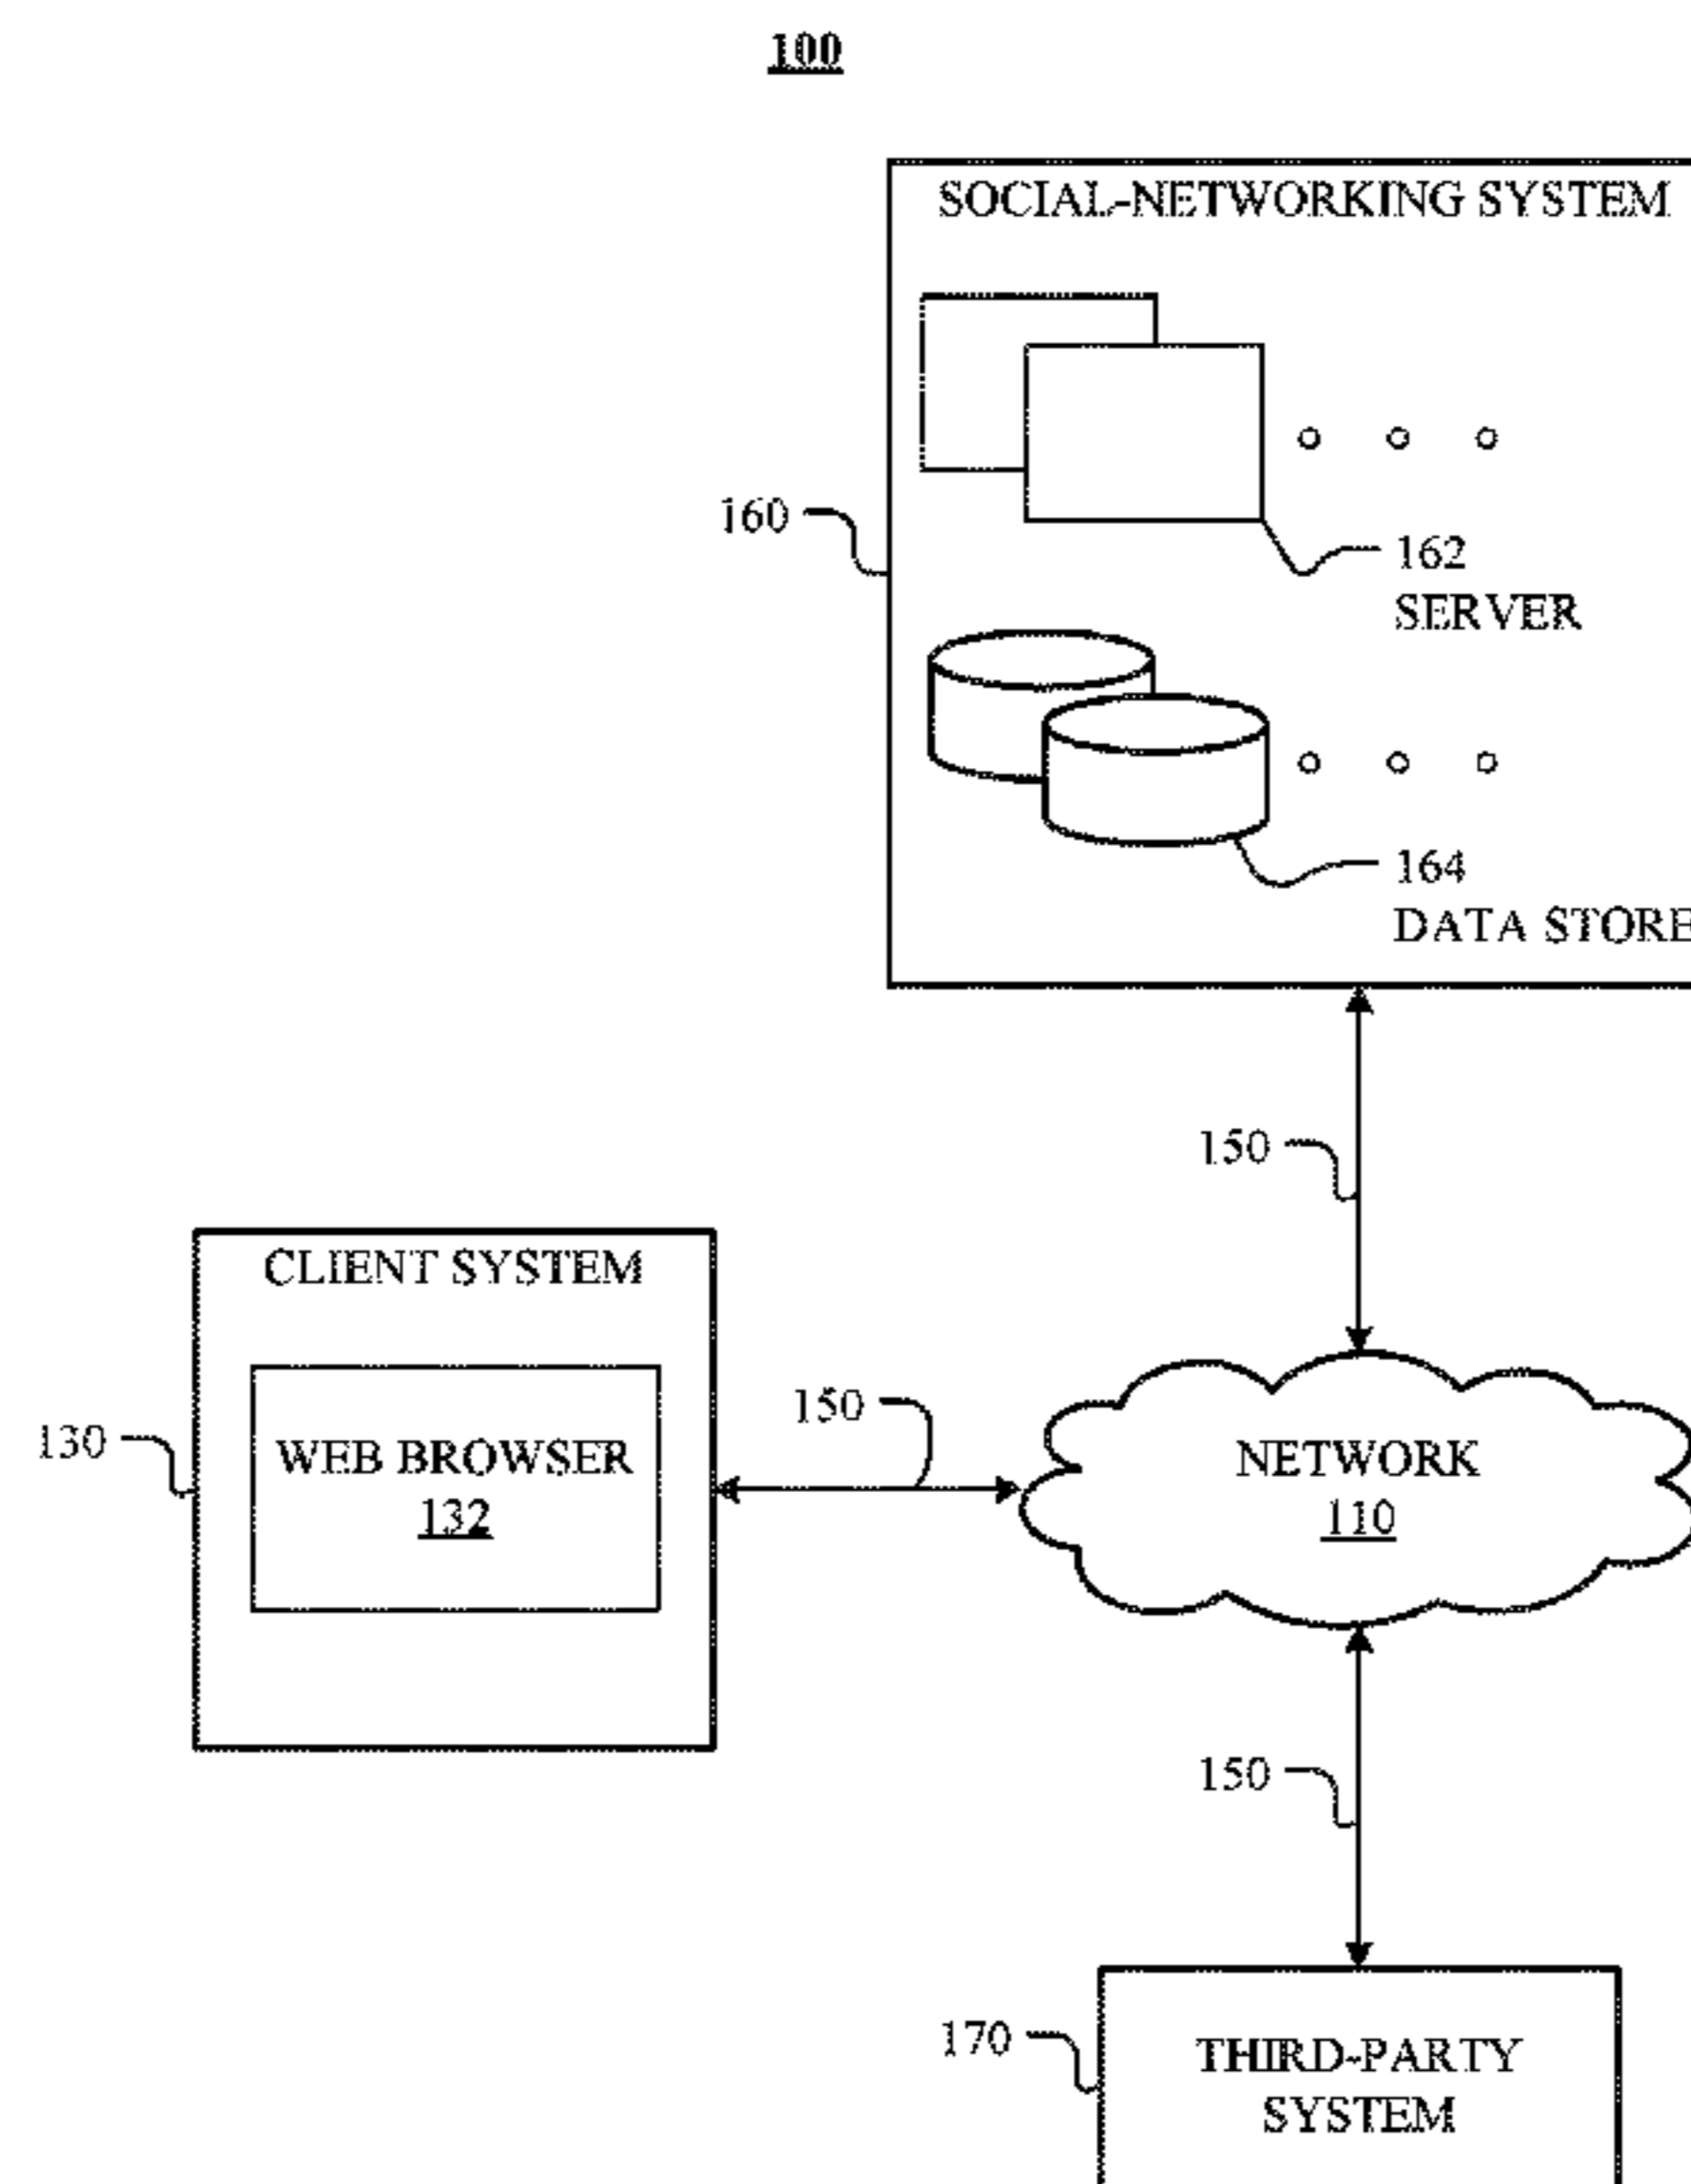 100
SOCIAL-NETWORKING SYSTEM
160
162
SERVER
164
DATA STORE
150
CLIENT SYSTEM
130
WEB BROWSER
132
150
NETWORK
110
150
170
THIRD-PARTY
SYSTEM